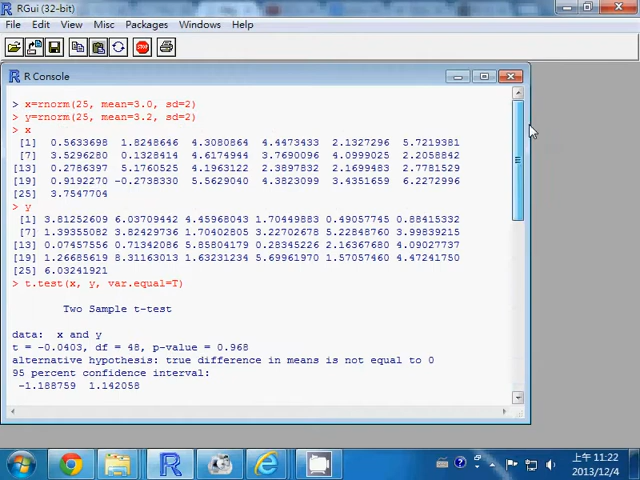 RGui (32-bit)
File Edit View Misc Packages Windows Help
STOP
R Console
> x=rnorm(25, mean=3.0, sd=2)
> y=rnorm(25, mean=3.2, sd=2)
> x
[1] 0.5633698 1.8248646 4.3080864 4.4473433 2.1327296 5.7219381
[7] 3.5296280 0.1328414 4.6174944 3.7690096 4.0999025 2.2058842
[13] 0.2786397 5.1760525 4.1963122 2.3897832 2.1699483 2.7781529
[19] 0.9192270 -0.2738330 5.5629040 4.3823099 3.4351659 6.2272996
[25] 3.7547704
> y
[1] 3.81252609 6.03709442 4.45968043 1.70449883 0.49057745 0.88415332
[7] 1.39355082 3.82429736 1.70402805 3.22702678 5.22848760 3.99839215
[13] 0.07457556 0.71342086 5.85804179 0.28345226 2.16367680 4.09027737
[19] 1.26685619 8.31163013 1.63231234 5.69961970 1.57057460 4.47241750
[25] 6.03241921
> t.test(x, y, var.equal=T)
Two Sample t-test
data: x and y
t = -0.0403, df = 48, p-value = 0.968
alternative hypothesis: true difference in means is not equal to 0
95 percent confidence interval:
-1.188759 1.142058
上午 11:22
2013/12/4